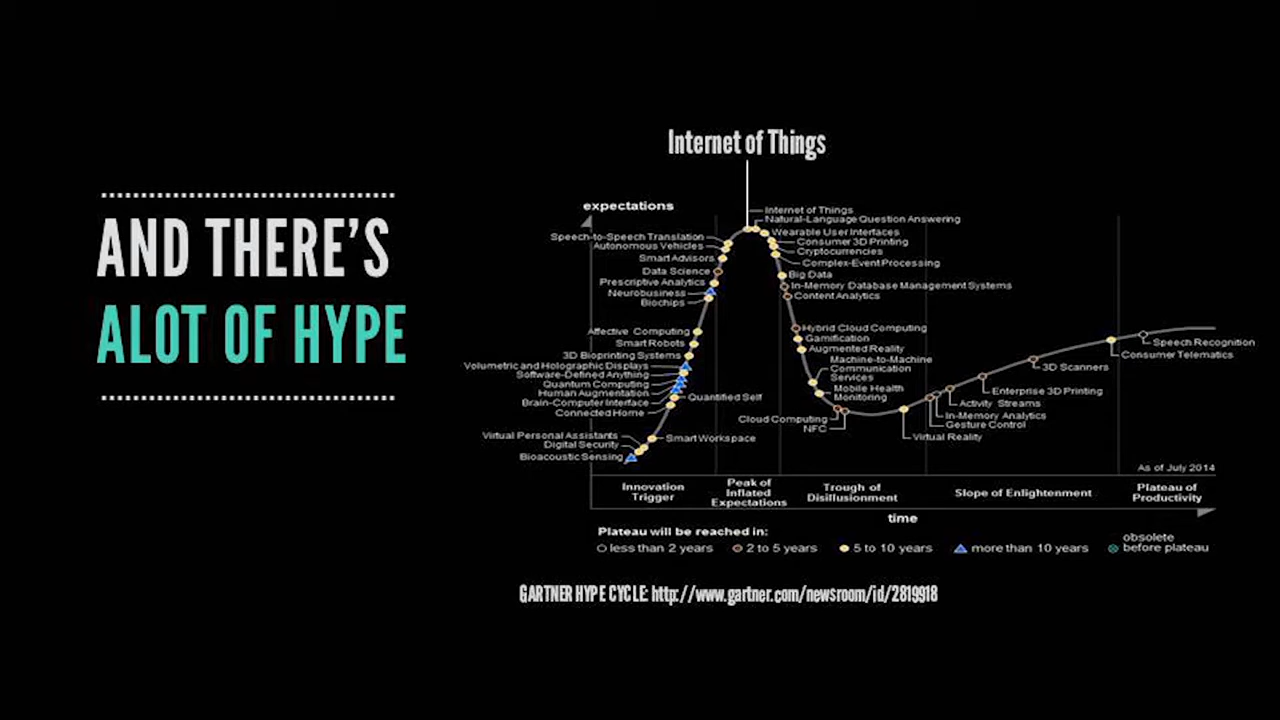 AND THERE'S
ALOT OF HYPE
Internet of Things
expectations
Internet of Things
Natural-Language Question Answering
Speech-to-Speech Translation
Wearable User Interfaces
Autonomous Vehicles
Consumer 3D Printing
Cryptocurrencies
Smart Advisors
Complex-Event Processing
Data Science
Big Data
Prescriptive Analytics
In-Memory Database Management Systems
Neurobusiness
Content Analytics
Biochips
Affective Computing
Hybrid Cloud Computing
Smart Robots
Gamification
3D Bioprinting Systems
Augmented Reality
Volumetric and Holographic Displays
Machine-to-Machine
Communication
Services
Software-Defined Anything
Quantum Computing
Human Augmentation
Mobile Health
Monitoring
Brain-Computer Interface
Quantified Self
Connected Home
Cloud Computing
NFC
Virtual Personal Assistants
Smart Workspace
Digital Security
Bioacoustic Sensing
Speech Recognition
Consumer Telematics
3D Scanners
Enterprise 3D Printing
Activity Streams
In-Memory Analytics
Gesture Control
Virtual Reality
As of July 2014
Innovation
Trigger
Peak of
Inflated
Expectations
Trough of
Disillusionment
Slope of Enlightenment
Plateau of
Productivity
time
Plateau will be reached in:
less than 2 years
2 to 5 years
5 to 10 years
more than 10 years
obsolete
before plateau
GARTNER HYPE CYCLE: http://www.gartner.com/newsroom/id/2819918